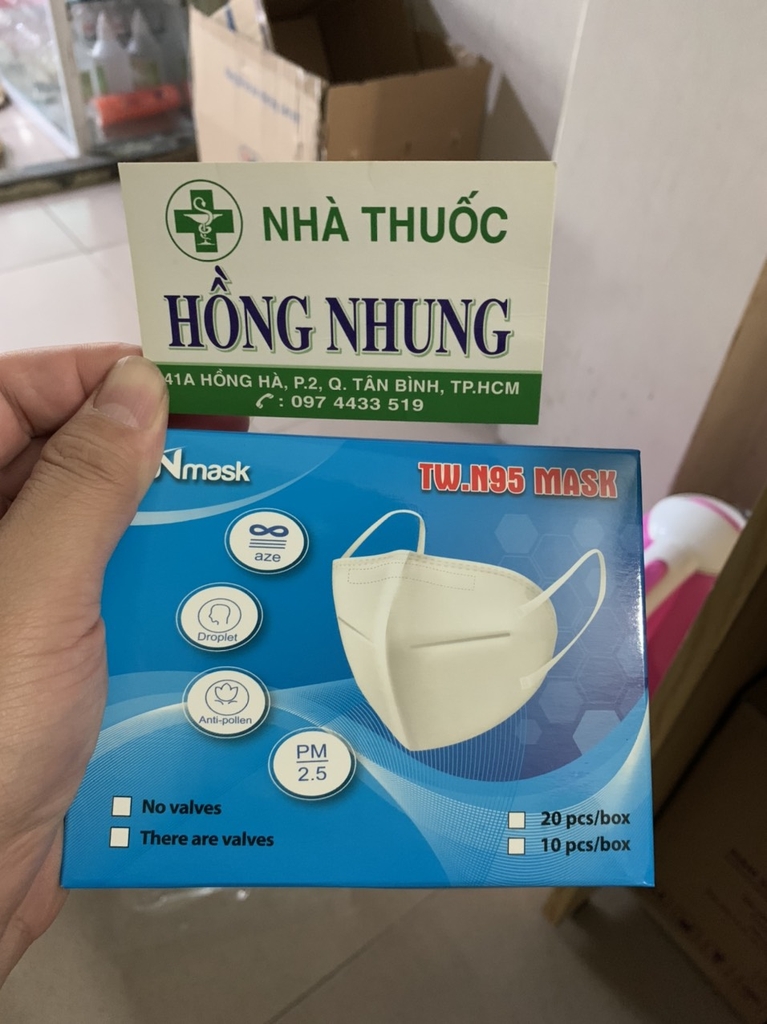 NHÀ THUỐC
HỒNG NHUNG
41A HỒNG HÀ, P.2, Q. TÂN BÌNH, TP.HCM
: 097 4433 519
Nmask
TW.N95 MASK
aze
Droplet
Anti-pollen
PM
2.5
No valves
There are valves
20 pcs/box
10 pcs/box